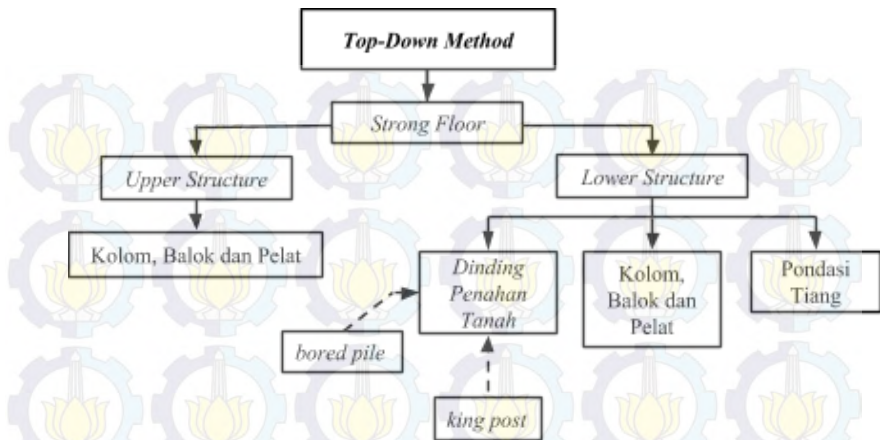 Top-Down Method
Strong Floor
Upper Structure
Lower Structure
Kolom, Balok dan Pelat
Dinding
Penahan
Tanah
Kolom,
Balok dan
Pelat
Pondasi
Tiang
bored pile
king post